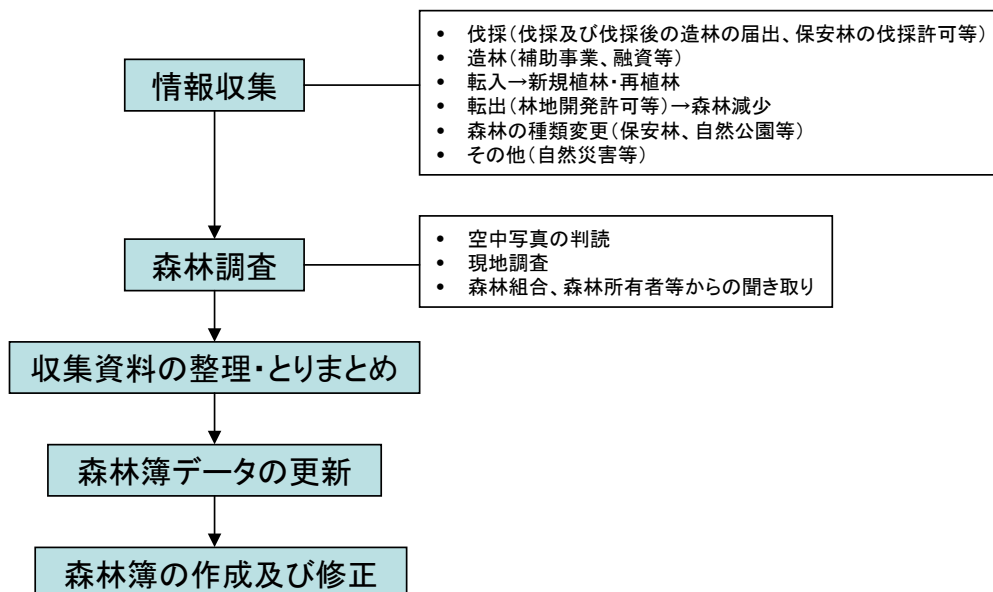 情報収集
• 伐採(伐採及び伐採後の造林の届出、保安林の伐採許可等)
• 造林(補助事業、融資等)
• 転入→新規植林・再植林
• 転出(林地開発許可等)→森林減少
• 森林の種類変更(保安林、自然公園等)
• その他(自然災害等)
森林調査
• 空中写真の判読
• 現地調査
• 森林組合、森林所有者等からの聞き取り
収集資料の整理・とりまとめ
森林簿データの更新
森林簿の作成及び修正